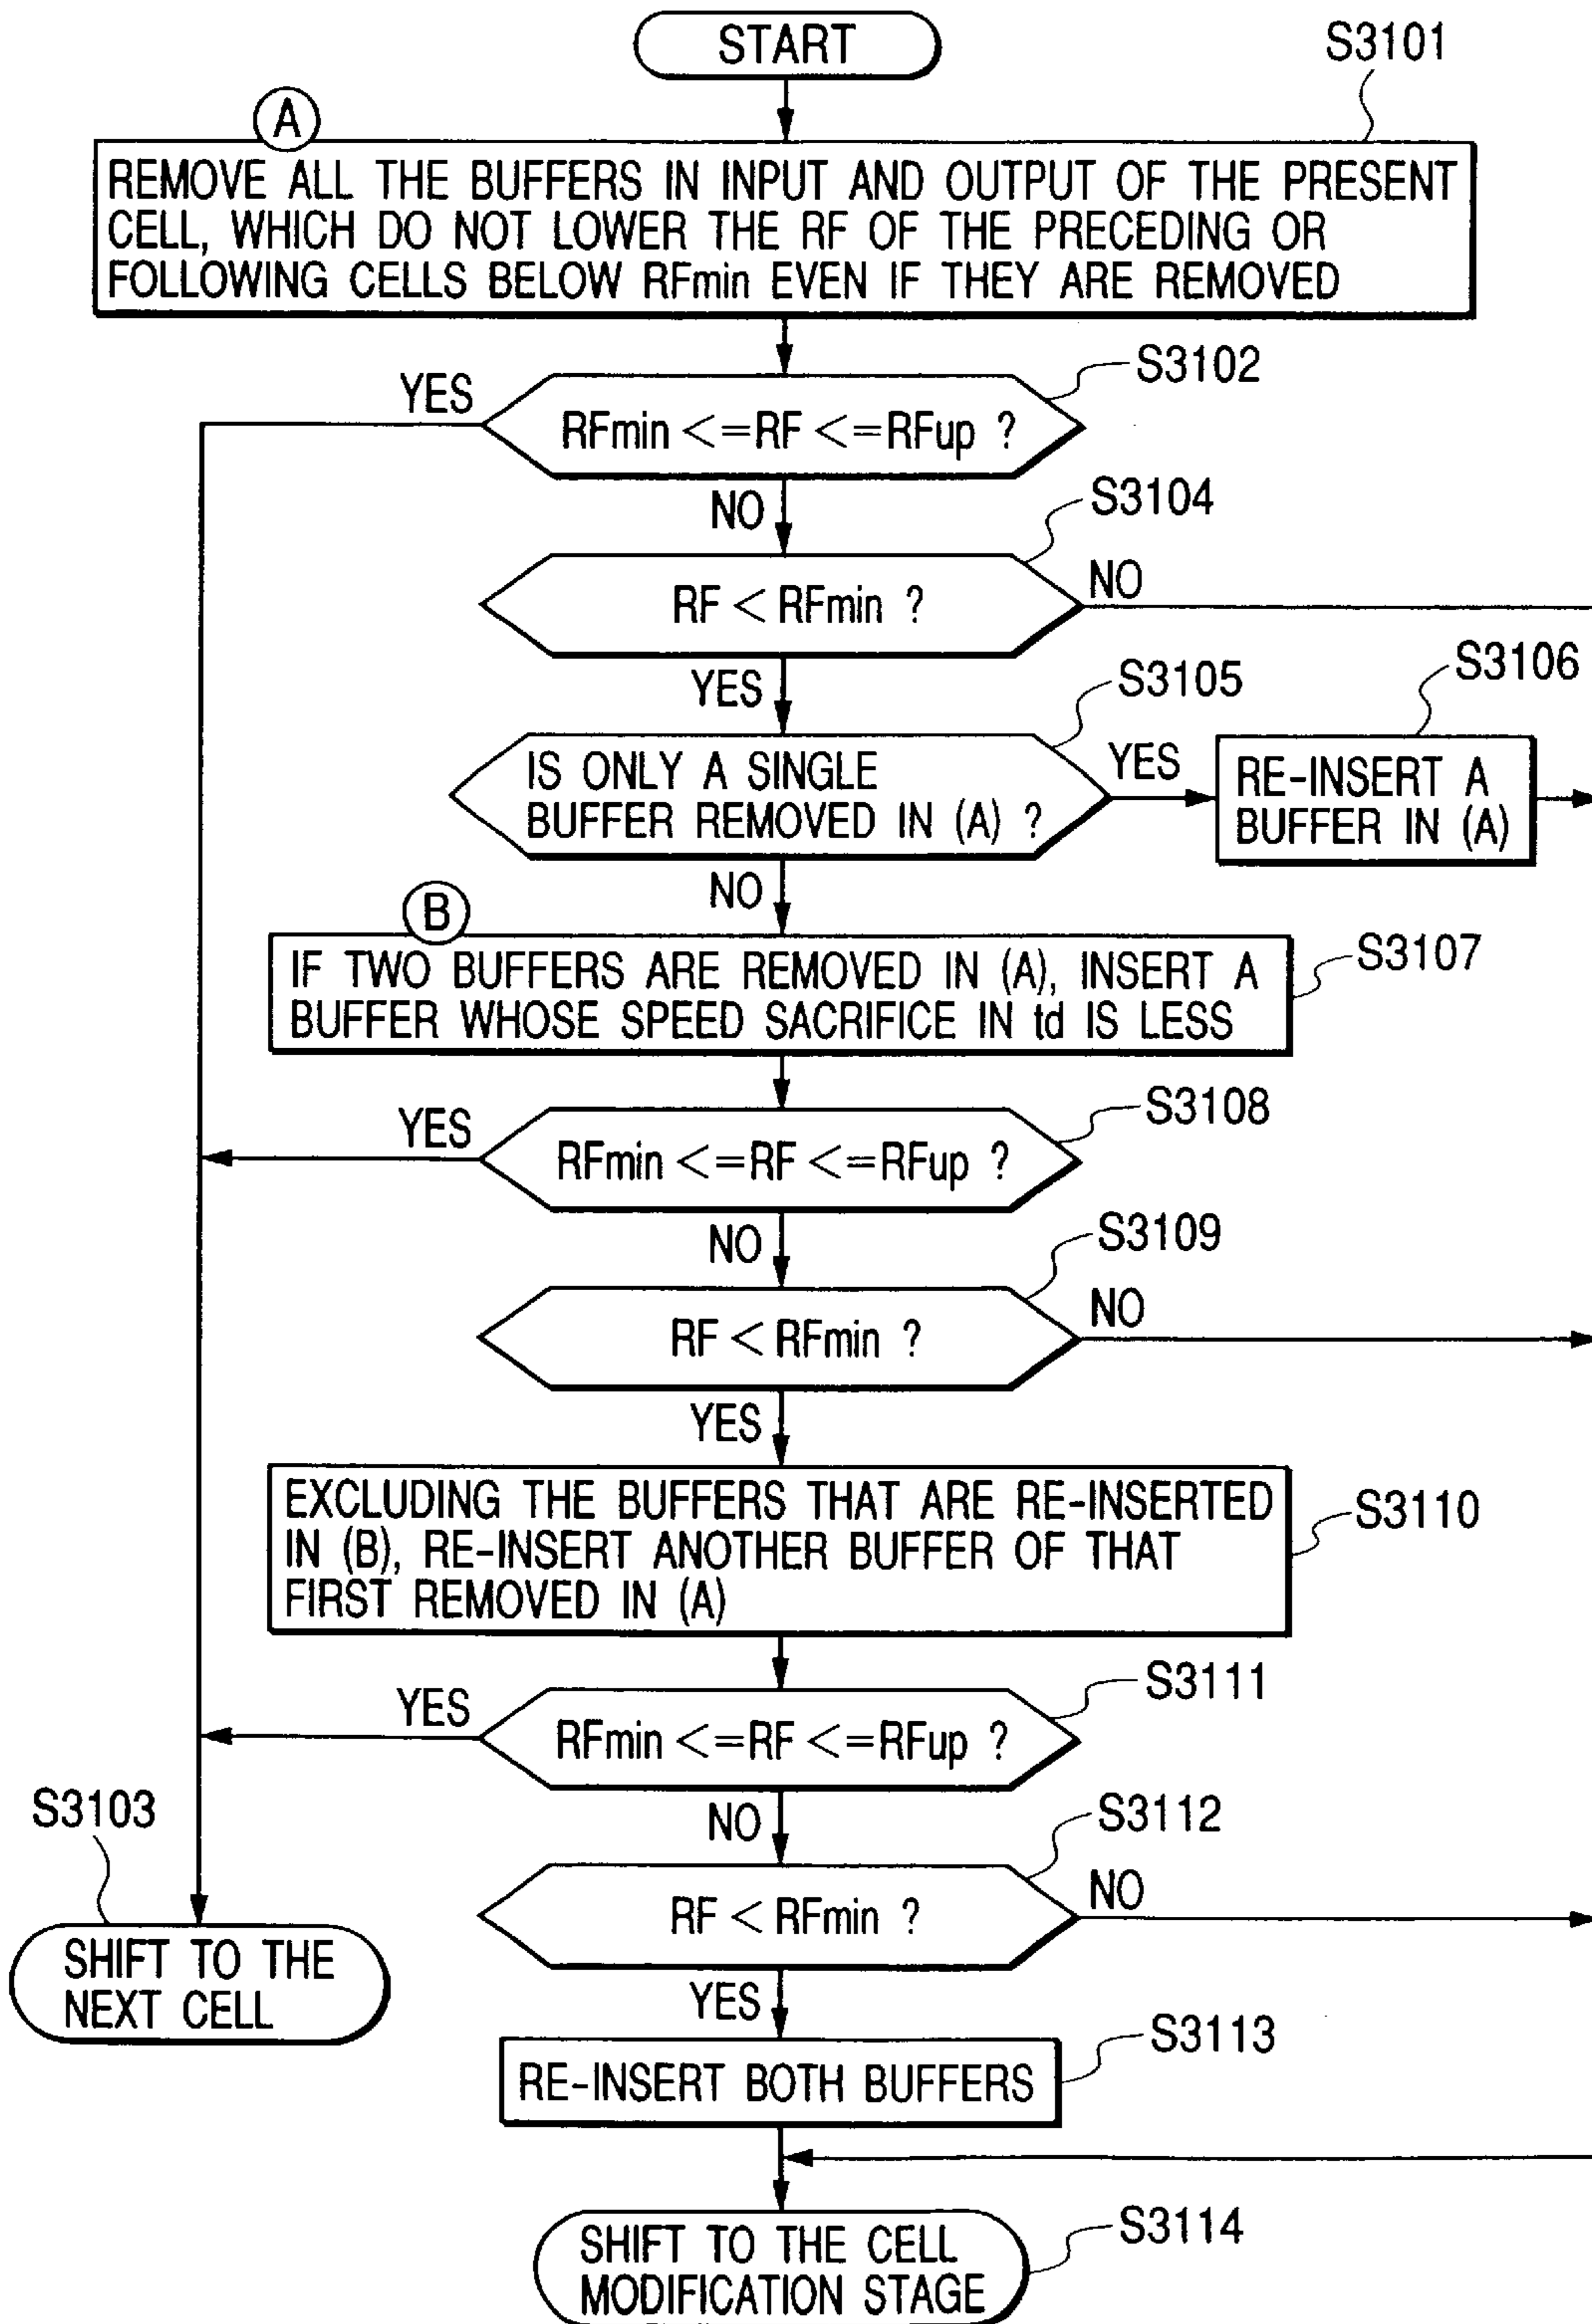 START
S3101
A
REMOVE ALL THE BUFFERS IN INPUT AND OUTPUT OF THE PRESENT
CELL, WHICH DO NOT LOWER THE RF OF THE PRECEDING OR
FOLLOWING CELLS BELOW RFmin EVEN IF THEY ARE REMOVED
S3102
YES
RFmin <=RF <=RFup ?
NO
S3104
RF < RFmin ?
NO
YES
S3105
S3106
IS ONLY A SINGLE
BUFFER REMOVED IN (A) ?
YES
RE-INSERT A
BUFFER IN (A)
NO
B
S3107
IF TWO BUFFERS ARE REMOVED IN (A), INSERT A
BUFFER WHOSE SPEED SACRIFICE IN td IS LESS
S3108
YES
RFmin <=RF <=RFup ?
NO
S3109
RF < RFmin ?
NO
YES
EXCLUDING THE BUFFERS THAT ARE RE-INSERTED
IN (B), RE-INSERT ANOTHER BUFFER OF THAT
FIRST REMOVED IN (A)
S3110
S3111
YES
RFmin <=RF <=RFup ?
NO
S3103
S3112
RF < RFmin ?
NO
SHIFT TO THE
NEXT CELL
YES
S3113
RE-INSERT BOTH BUFFERS
S3114
SHIFT TO THE CELL
MODIFICATION STAGE